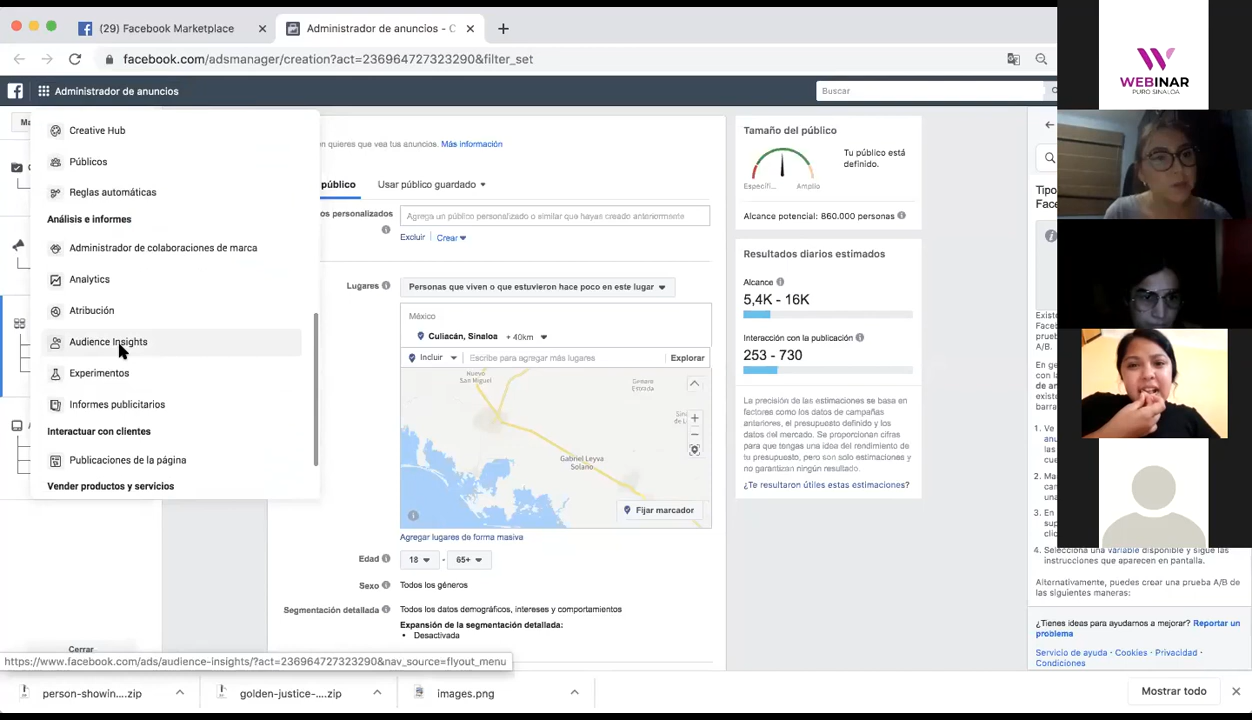 (29) Facebook Marketplace
Administrador de anuncios - C
facebook.com/adsmanager/creation?act=236964727323290&filter_set
Administrador de anuncios
Buscar
WEBINAR
PURO SINALOA
Creative Hub
Públicos
Reglas automáticas
Análisis e informes
Administrador de colaboraciones de marca
Analytics
Atribución
Audience Insights
Experimentos
Informes publicitarios
Interactuar con clientes
Publicaciones de la página
Vender productos y servicios
Cerrar
quieres que vea tus anuncios. Más información
público
Usar público guardado
personalizados
Agrega un público personalizado o similar que hayas creado anteriormente
Excluir
Crear
Lugares
Personas que viven o que estuvieron hace poco en este lugar
México
Culiacán, Sinaloa + 40km
Incluir
Escribe para agregar más lugares
Explorar
Nuevo
San Miguel
Gabriel Leyva
Solano
Fijar marcador
Agregar lugares de forma masiva
Edad
18 - 65+
Sexo
Todos los géneros
Segmentación detallada
Todos los datos demográficos, intereses y comportamientos
Expansión de la segmentación detallada:
• Desactivada
Tamaño del público
Tu público está
definido.
Amplio
Alcance potencial: 860.000 personas
Resultados diarios estimados
Alcance
5,4K - 16K
Interacción con la publicación
253 - 730
La precisión de las estimaciones se basa en
factores como los datos de campañas
anteriores, el presupuesto definido y los
datos del mercado. Se proporcionan cifras
para que tengas una idea del rendimiento de
tu presupuesto, pero son solo estimaciones y
no garantizan ningún resultado.
¿Te resultaron útiles estas estimaciones?
1. Ve
2.
3. En
4. Selecciona una variable disponible y sigue las
instrucciones que aparecen en pantalla.
Alternativamente, puedes crear una prueba A/B de
las siguientes maneras:
¿Tienes ideas para ayudarnos a mejorar? Reportar un
problema
Servicio de ayuda · Cookies · Privacidad ·
Condiciones
https://www.facebook.com/ads/audience-insights/?act=236964727323290&nav_source=flyout_menu
person-showin....zip
golden-justice-....zip
images.png
Mostrar todo